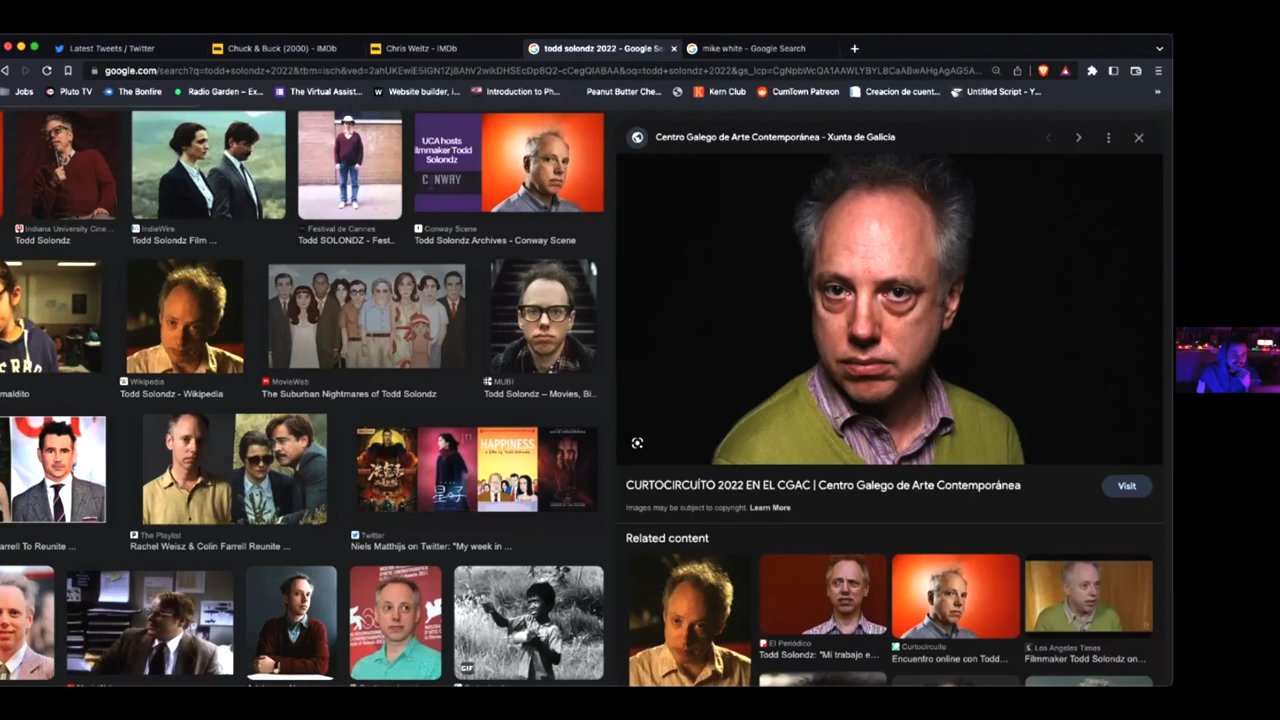 Latest Tweets / Twitter
Chuck & Buck (2000) - IMDb
Chris Weitz - IMDb
todd solondz 2022 - Google Se
mike white - Google Search
google.com/search?q=todd+solondz+2022&tbm=isch&ved=
Jobs
Pluto TV
The Bonfire
Radio Garden – Ex...
The Virtual Assist...
Website builder, i...
Introduction to Ph...
Peanut Butter Che...
Kern Club
CumTown Patreon
Creacion de cuent...
Untitled Script - Y...
Indiana University Cine...
Todd Solondz
IndieWire
Todd Solondz Film ...
Festival de Cannes
Todd SOLONDZ - Fest...
UCA hosts
ilmmaker Todd
Solondz
CONWAY
Conway Scene
Todd Solondz Archives - Conway Scene
Centro Galego de Arte Contemporánea - Xunta de Galicia
maldito
Wikipedia
Todd Solondz - Wikipedia
MovieWeb
The Suburban Nightmares of Todd Solondz
MUBI
Todd Solondz – Movies, Bi...
CURTOCIRCUÍTO 2022 EN EL CGAC | Centro Galego de Arte Contemporánea
Visit
Images may be subject to copyright. Learn More
HAPPINESS
arrell To Reunite ...
The Playlist
Rachel Weisz & Colin Farrell Reunite ...
Twitter
Niels Matthijs on Twitter: "My week in ...
Related content
El Periódico
Todd Solondz: "Mi trabajo e...
Curtocircuito
Encuentro online con Todd...
Los Angeles Times
Filmmaker Todd Solondz on...
GIF